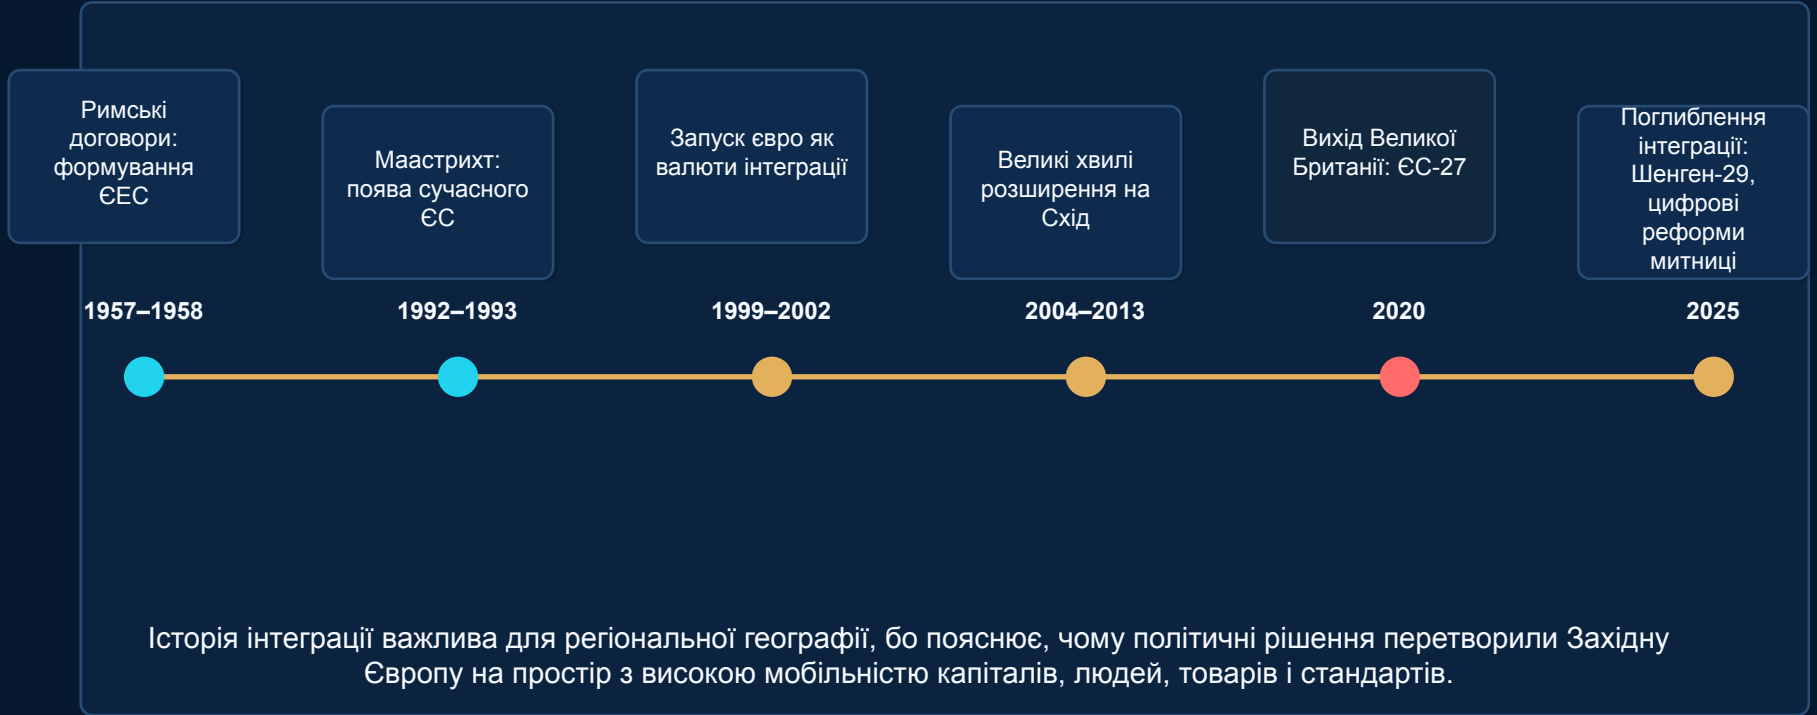 Римські
договори:
формування
ЄЕС
1957–1958
Маастрихт:
поява сучасного
ЄС
1992–1993
Запуск євро як
валюти інтеграції
1999–2002
Великі хвилі
розширення на
Схід
2004–2013
Вихід Великої
Британії: ЄС-27
2020
Поглиблення
інтеграції:
Шенген-29,
цифрові
реформи
митниці
2025
Історія інтеграції важлива для регіональної географії, бо пояснює, чому політичні рішення перетворили Західну
Європу на простір з високою мобільністю капіталів, людей, товарів і стандартів.